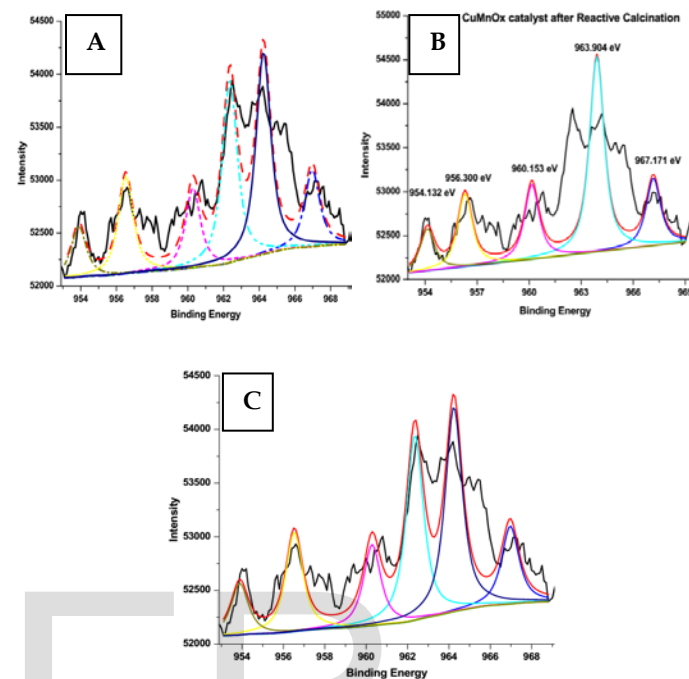 A
54500
54000
53500
53000
52500
52000
Intensity
954 956 958 960 962 964 966 968
Binding Energy
B
CuMnOx catalyst after Reactive Calcination
55000
54500
54000
53500
53000
52500
52000
Intensity
954.132 eV
956.300 eV
960.153 eV
963.904 eV
967.171 eV
954 957 960 963 966
Binding Energy
C
54500
54000
53500
53000
52500
52000
Intensity
954 956 958 960 962 964 966 968
Binding Energy